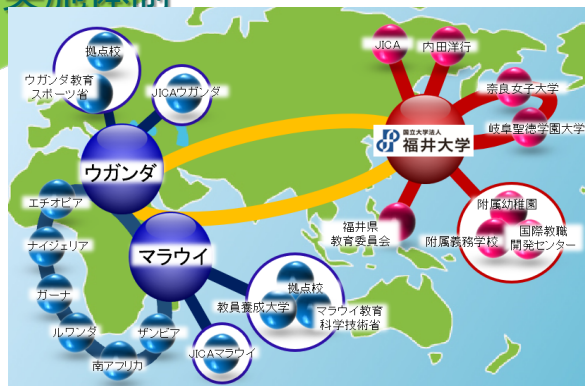 実施体制
拠点校
ウガンダ教育
スポーツ省
JICAウガンダ
ウガンダ
エチオピア
ナイジェリア
ガーナ
ルワンダ
南アフリカ
ザンビア
マラウイ
JICAマラウイ
教員養成大学
拠点校
マラウイ教育
科学技術省
JICA
内田洋行
奈良女子大学
岐阜聖徳学園大学
国立大学法人
福井大学
福井県
教育委員会
附属幼稚園
附属義務学校
国際教職
開発センター